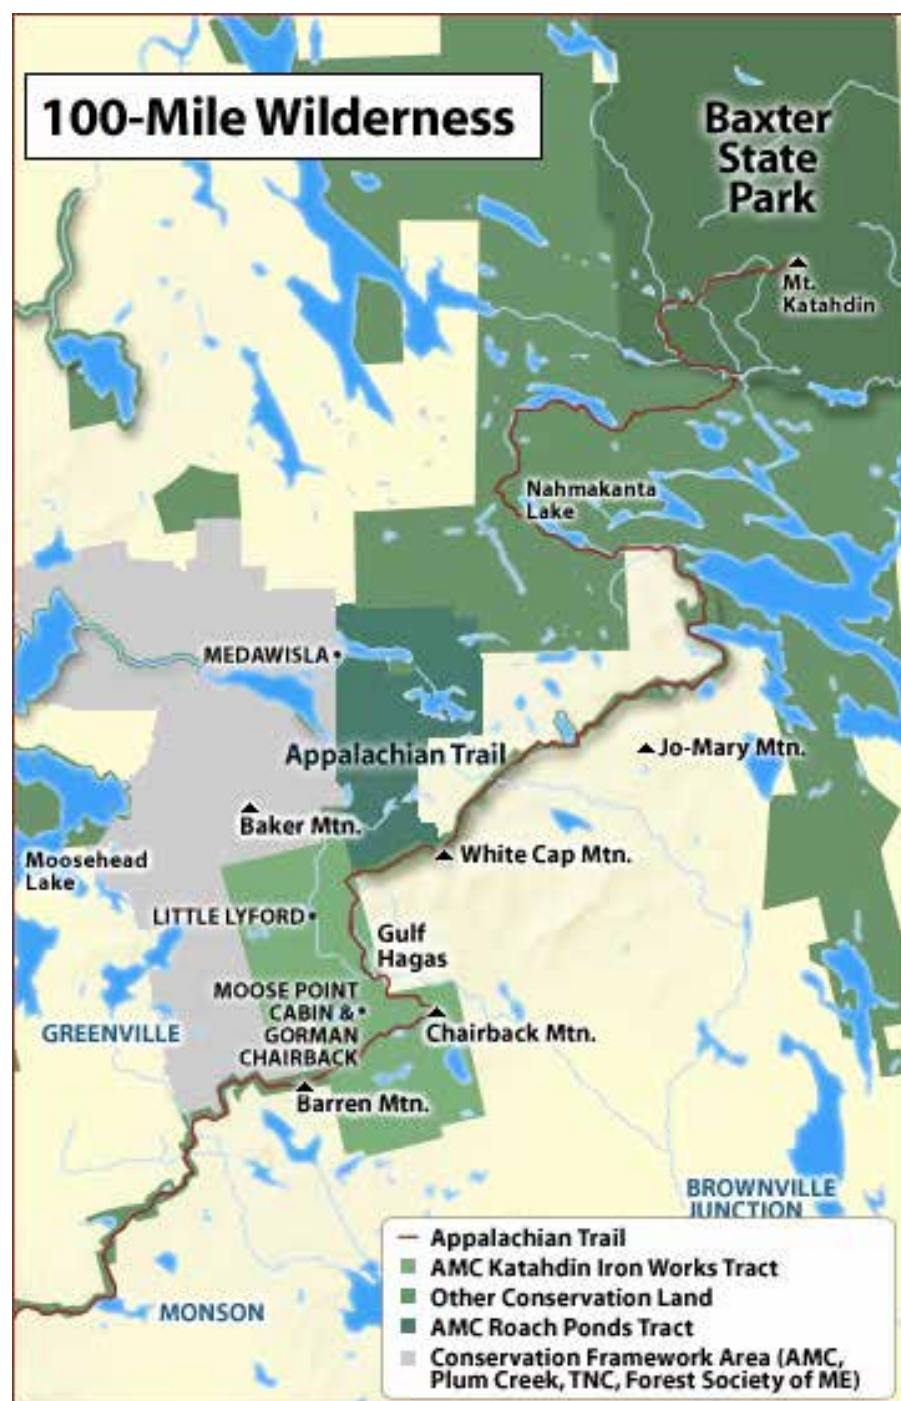 100-Mile Wilderness
Baxter
State
Park
Mt.
Katahdin
Nahmakanta
Lake
MEDAWISLA
Appalachian Trail
Jo-Mary Mtn.
Baker Mtn.
White Cap Mtn.
Moosehead
Lake
LITTLE LYFORD
Gulf
Hagas
MOOSE POINT
CABIN &
GORMAN
CHAIRBACK
GREENVILLE
Chairback Mtn.
Barren Mtn.
BROWNVILLE
JUNCTION
MONSON
Appalachian Trail
AMC Katahdin Iron Works Tract
Other Conservation Land
AMC Roach Ponds Tract
Conservation Framework Area (AMC,
Plum Creek, TNC, Forest Society of ME)